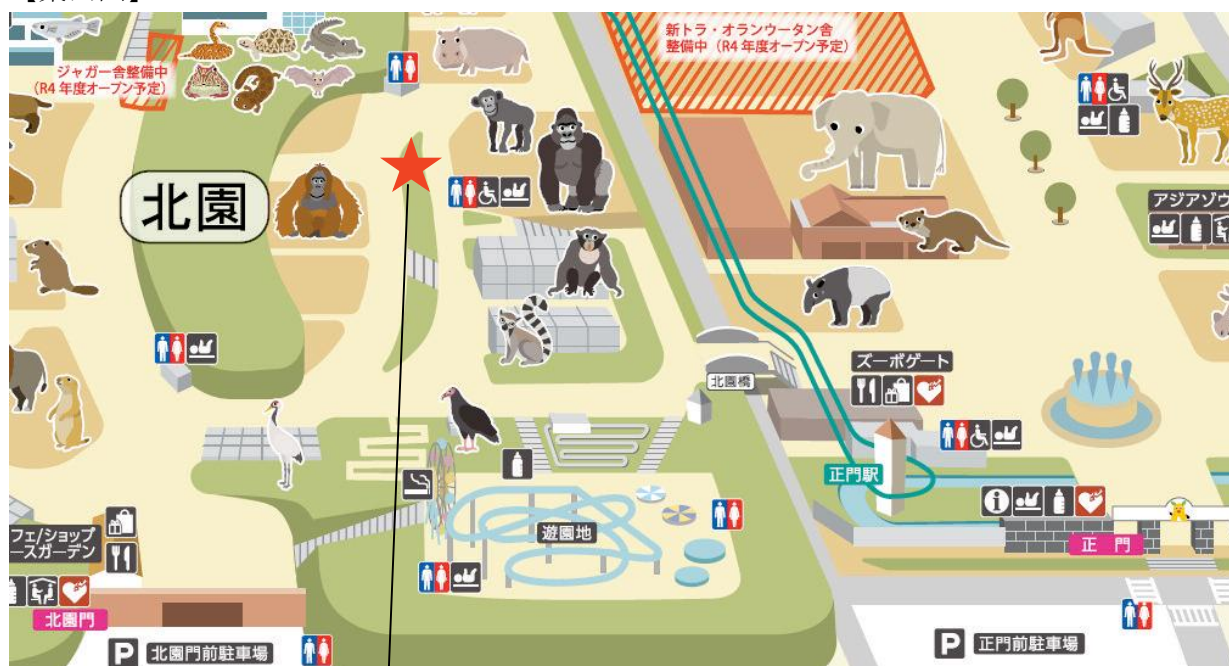 新トラ・オランウータン舎
整備中（R4 年度オープン予定）
ジャガー舎整備中
（R4 年度オープン予定）
北園
アジアゾウ
ズーボゲート
北園橋
正門駅
遊園地
フェ/ショップ
ースガーデン
正 門
北園門
P 北園門前駐車場
P 正門前駐車場